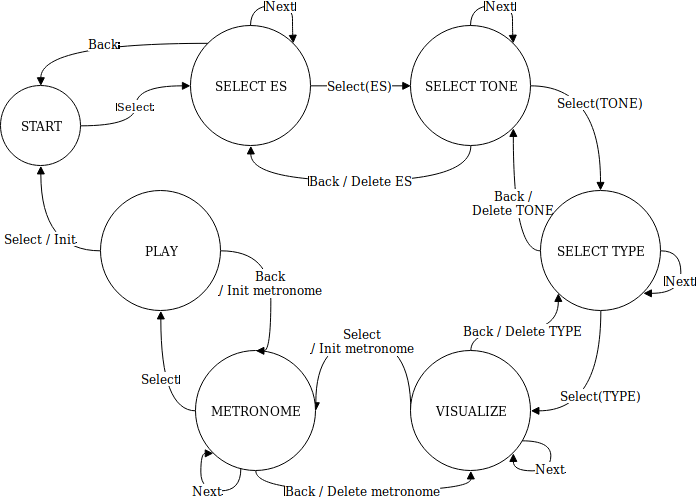 Next
Next
Back
SELECT ES
Select(ES)
SELECT TONE
Select(TONE)
Select
START
Back / Delete ES
Back /
Delete TONE
Select / Init
PLAY
SELECT TYPE
Back
/ Init metronome
Next
Select
/ Init metronome
Back / Delete TYPE
Select
Select(TYPE)
METRONOME
VISUALIZE
Next
Next
Back / Delete metronome